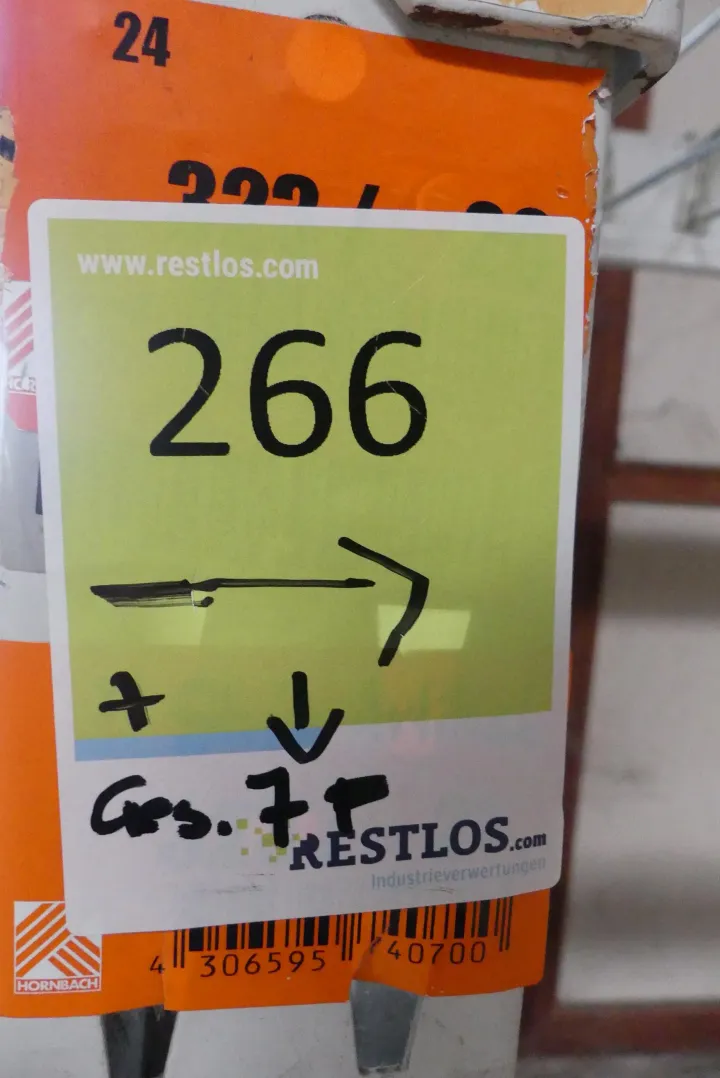 24
www.restlos.com
266
+
Ges. 7
RESTLOS.com
Industrieverwertungen
4 306595 40700
HORNBACH